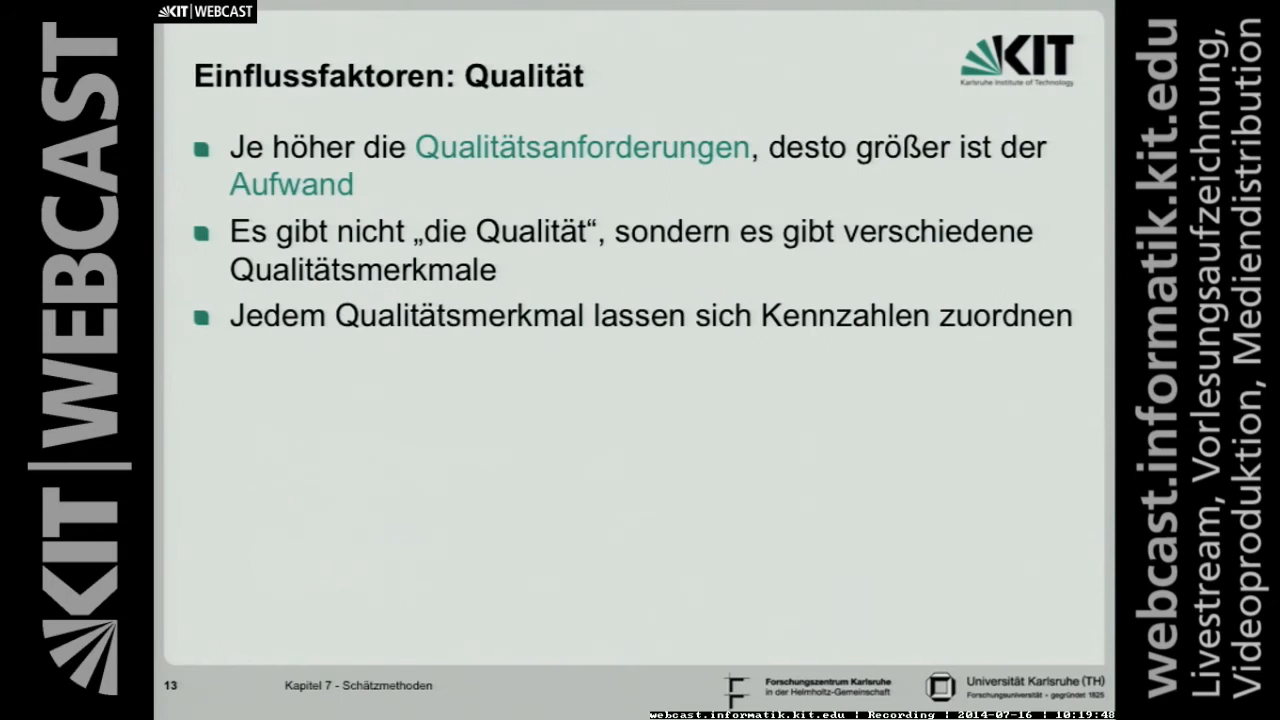 KIT | WEBCAST
KIT|WEBCAST
Einflussfaktoren: Qualität
KIT
Karlsruhe Institute of Technology
Je höher die Qualitätsanforderungen, desto größer ist der
Aufwand
Es gibt nicht „die Qualität“, sondern es gibt verschiedene
Qualitätsmerkmale
Jedem Qualitätsmerkmal lassen sich Kennzahlen zuordnen
13
Kapitel 7 - Schätzmethoden
Forschungszentrum Karlsruhe
in der Helmholtz-Gemeinschaft
Universität Karlsruhe (TH)
Forschungsuniversität - gegründet 1825
webcast.informatik.kit.edu | Recording | 2014-07-16 | 10:19:48
webcast.informatik.kit.edu
Livestream, Vorlesungsaufzeichnung,
Videoproduktion, Mediendistribution